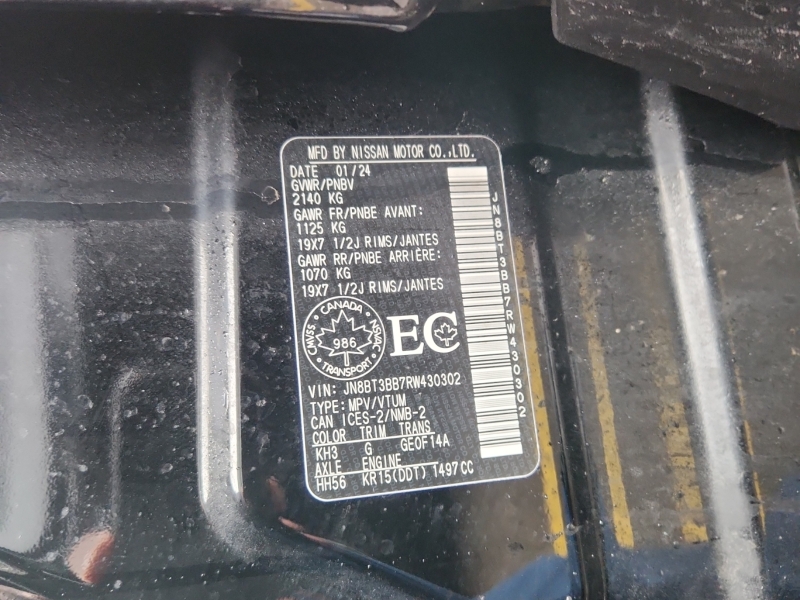 MFD BY NISSAN MOTOR CO.,LTD.
DATE 01/24
GVWR/PNBV
2140 KG
GAWR FR/PNBE AVANT:
1125 KG
19X7 1/2J RIMS/JANTES
GAWR RR/PNBE ARRIÈRE:
1070 KG
19X7 1/2J RIMS/JANTES
CANADA
CMVSS 986 NSVAC
TRANSPORT
EC
VIN: JN8BT3BB7RW430302
TYPE: MPV/VTUM
CAN ICES-2/NMB-2
COLOR TRIM TRANS
KH3 G GE0F14A
AXLE ENGINE
HH56 KR15(DDT) 1497CC
JN8BT3BB7RW430302